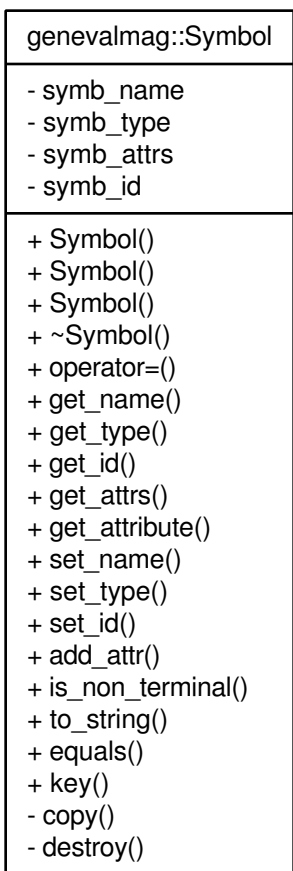 genevalmag::Symbol
- symb_name
- symb_type
- symb_attrs
- symb_id
+ Symbol()
+ Symbol()
+ Symbol()
+ ~Symbol()
+ operator=()
+ get_name()
+ get_type()
+ get_id()
+ get_attrs()
+ get_attribute()
+ set_name()
+ set_type()
+ set_id()
+ add_attr()
+ is_non_terminal()
+ to_string()
+ equals()
+ key()
- copy()
- destroy()